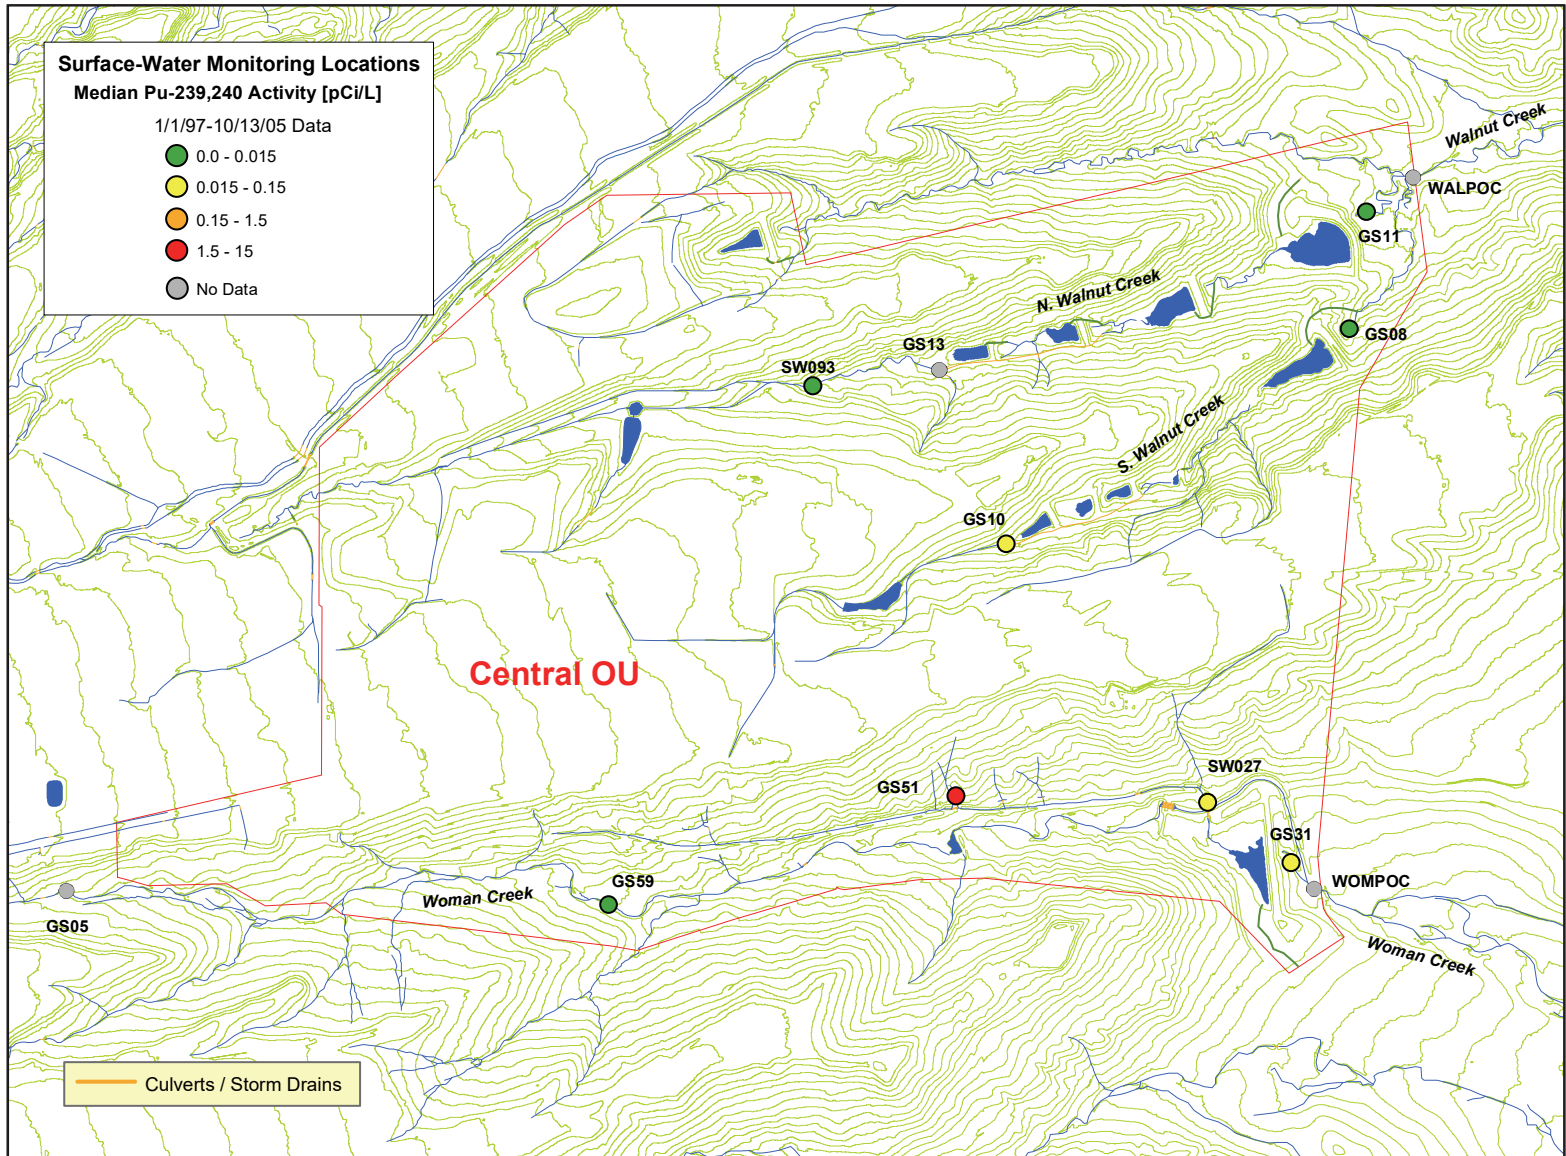 Surface-Water Monitoring Locations
Median Pu-239,240 Activity [pCi/L]
1/1/97-10/13/05 Data
0.0 - 0.015
0.015 - 0.15
0.15 - 1.5
1.5 - 15
No Data
Walnut Creek
WALPOC
GS11
N. Walnut Creek
GS08
GS13
SW093
S. Walnut Creek
GS10
Central OU
SW027
GS51
GS31
GS59
WOMPOC
Woman Creek
GS05
Woman Creek
Culverts / Storm Drains